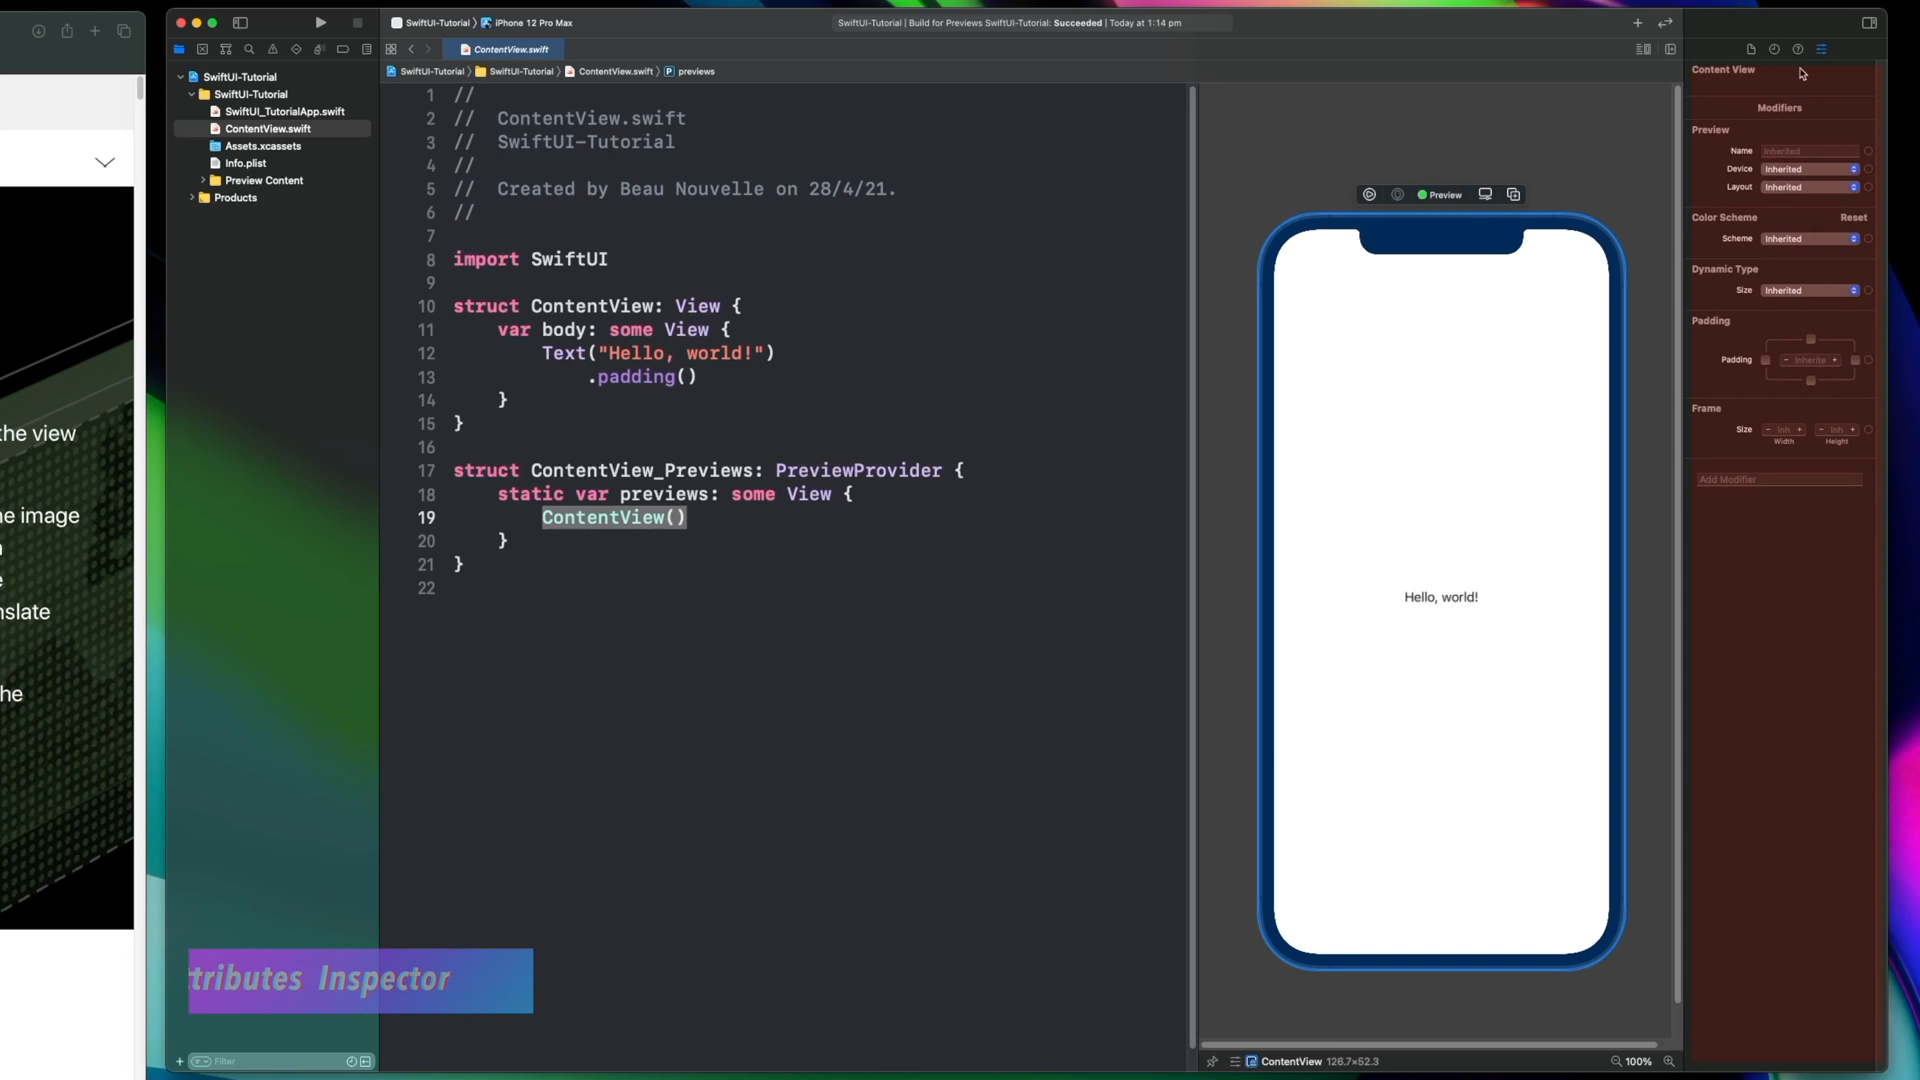 the view
ne image
nslate
he
SwiftUI-Tutorial
iPhone 12 Pro Max
SwiftUI-Tutorial | Build for Previews SwiftUI-Tutorial: Succeeded | Today at 1:14 pm
ContentView.swift
SwiftUI-Tutorial
SwiftUI-Tutorial
ContentView.swift
P previews
SwiftUI-Tutorial
SwiftUI-Tutorial
SwiftUI_TutorialApp.swift
ContentView.swift
Assets.xcassets
Info.plist
Preview Content
Products
1 //
2 // ContentView.swift
3 // SwiftUI-Tutorial
4 //
5 // Created by Beau Nouvelle on 28/4/21.
6 //
7
8 import SwiftUI
9
10 struct ContentView: View {
11 var body: some View {
12 Text("Hello, world!")
13 .padding()
14 }
15 }
16
17 struct ContentView_Previews: PreviewProvider {
18 static var previews: some View {
19 ContentView()
20 }
21 }
22
Preview
Hello, world!
Content View
Modifiers
Preview
Name Inherited
Device Inherited
Layout Inherited
Color Scheme Reset
Scheme Inherited
Dynamic Type
Size Inherited
Padding
Padding - Inherite +
Frame
Size - Inh + - Inh +
Width Height
Add Modifier
ttributes Inspector
Filter
ContentView 126.7×52.3
100%